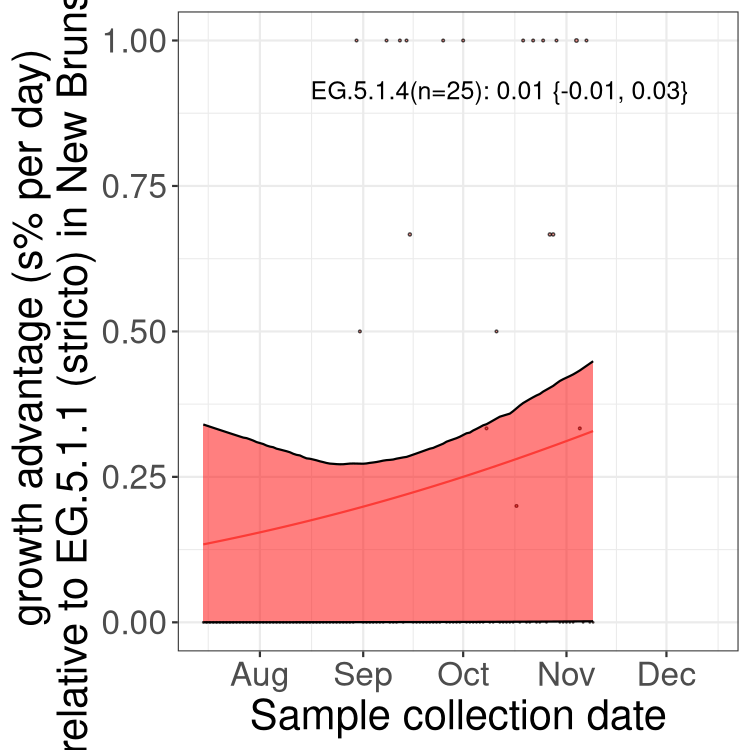 growth advantage (s% per day)
relative to EG.5.1.1 (stricto) in New Bruns
1.00
0.75
0.50
0.25
0.00
EG.5.1.4(n=25): 0.01 {-0.01, 0.03}
Aug Sep Oct Nov Dec
Sample collection date